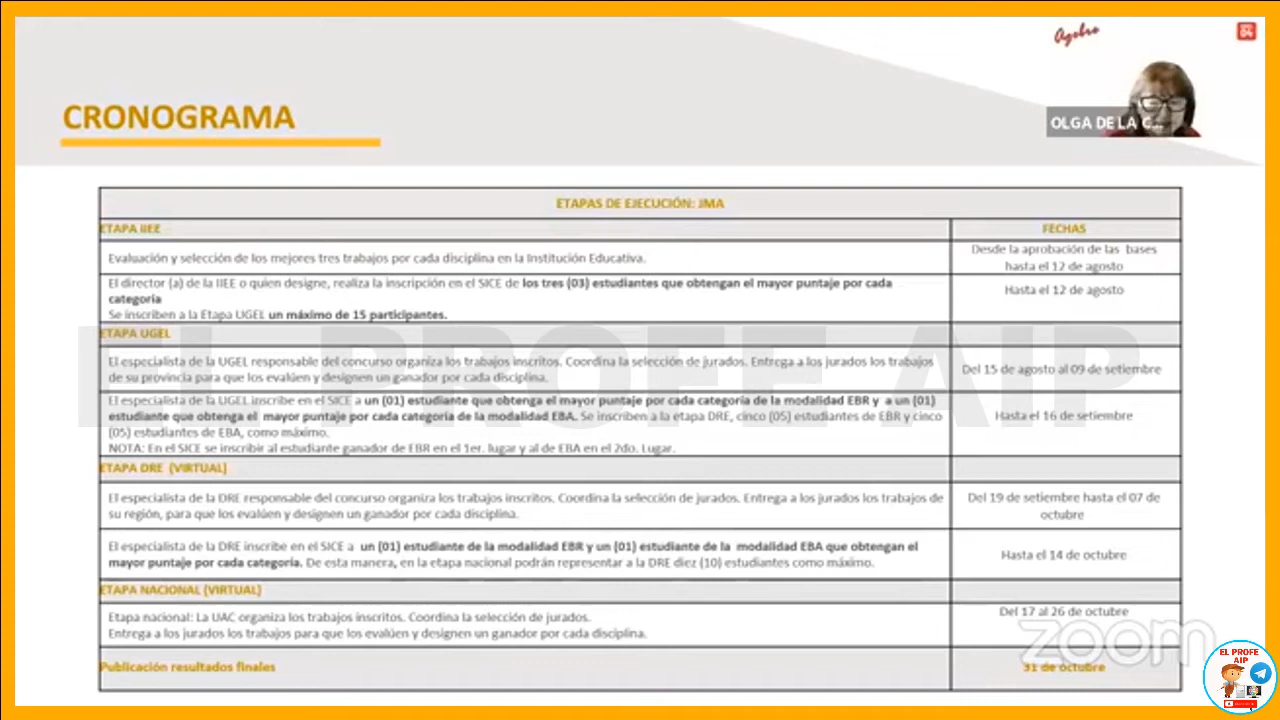 Agebre
04
CRONOGRAMA
OLGA DE LA C...
ETAPAS DE EJECUCIÓN: JMA
ETAPA IIEE
FECHAS
Evaluación y selección de los mejores tres trabajos por cada disciplina en la Institución Educativa.
Desde la aprobación de las bases
hasta el 12 de agosto
El director (a) de la IIEE o quien designe, realiza la inscripción en el SICE de los tres (03) estudiantes que obtengan el mayor puntaje por cada
categoría
Se inscriben a la Etapa UGEL un máximo de 15 participantes.
Hasta el 12 de agosto
ETAPA UGEL
El especialista de la UGEL responsable del concurso organiza los trabajos inscritos. Coordina la selección de jurados. Entrega a los jurados los trabajos
de su provincia para que los evalúen y designen un ganador por cada disciplina.
Del 15 de agosto al 09 de setiembre
El especialista de la UGEL inscribe en el SICE a un (01) estudiante que obtenga el mayor puntaje por cada categoría de la modalidad EBR y a un (01)
estudiante que obtenga el mayor puntaje por cada categoría de la modalidad EBA. Se inscriben a la etapa DRE, cinco (05) estudiantes de EBR y cinco
(05) estudiantes de EBA, como máximo.
NOTA: En el SICE se inscribir al estudiante ganador de EBR en el 1er. lugar y al de EBA en el 2do. Lugar.
Hasta el 16 de setiembre
ETAPA DRE (VIRTUAL)
El especialista de la DRE responsable del concurso organiza los trabajos inscritos. Coordina la selección de jurados. Entrega a los jurados los trabajos de
su región, para que los evalúen y designen un ganador por cada disciplina.
Del 19 de setiembre hasta el 07 de
octubre
El especialista de la DRE inscribe en el SICE a un (01) estudiante de la modalidad EBR y un (01) estudiante de la modalidad EBA que obtengan el
mayor puntaje por cada categoría. De esta manera, en la etapa nacional podrán representar a la DRE diez (10) estudiantes como máximo.
Hasta el 14 de octubre
ETAPA NACIONAL (VIRTUAL)
Etapa nacional: La UAC organiza los trabajos inscritos. Coordina la selección de jurados.
Entrega a los jurados los trabajos para que los evalúen y designen un ganador por cada disciplina.
Del 17 al 26 de octubre
Publicación resultados finales
31 de octubre
EL PROFE AIP
zoom
EL PROFE
AIP